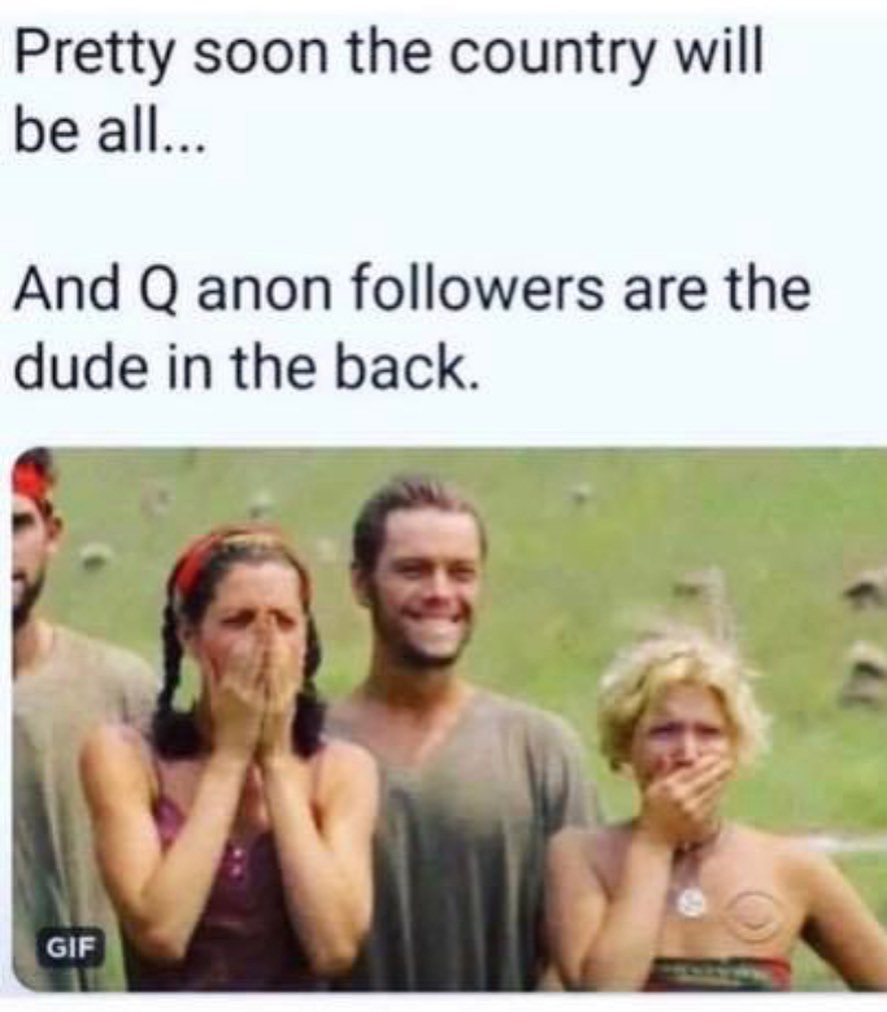 Pretty soon the country will
be all...
And Q anon followers are the
dude in the back.
GIF